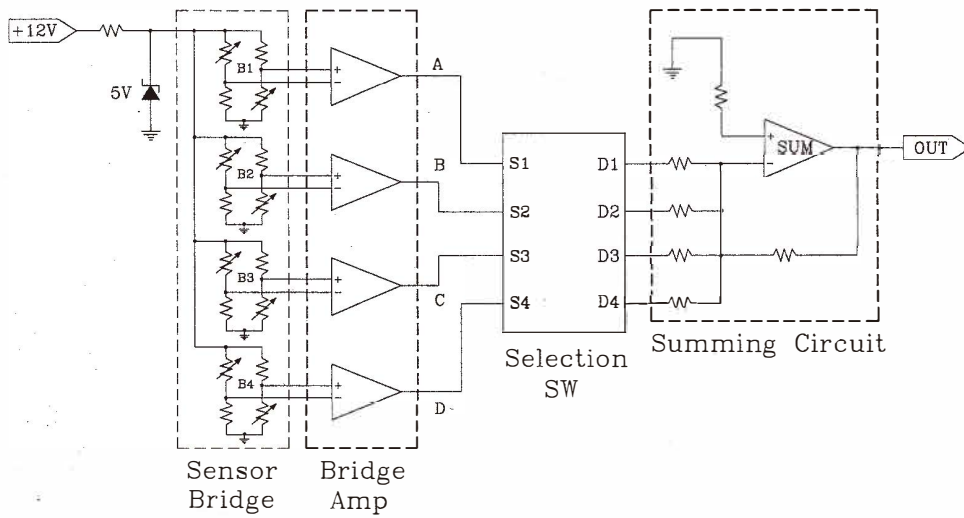 +12V
5V
B1
+
−
A
B2
+
−
B
B3
+
−
C
B4
+
−
D
S1
S2
S3
S4
D1
D2
D3
D4
+
−
SUM
OUT
Sensor
Bridge
Bridge
Amp
Selection
SW
Summing Circuit